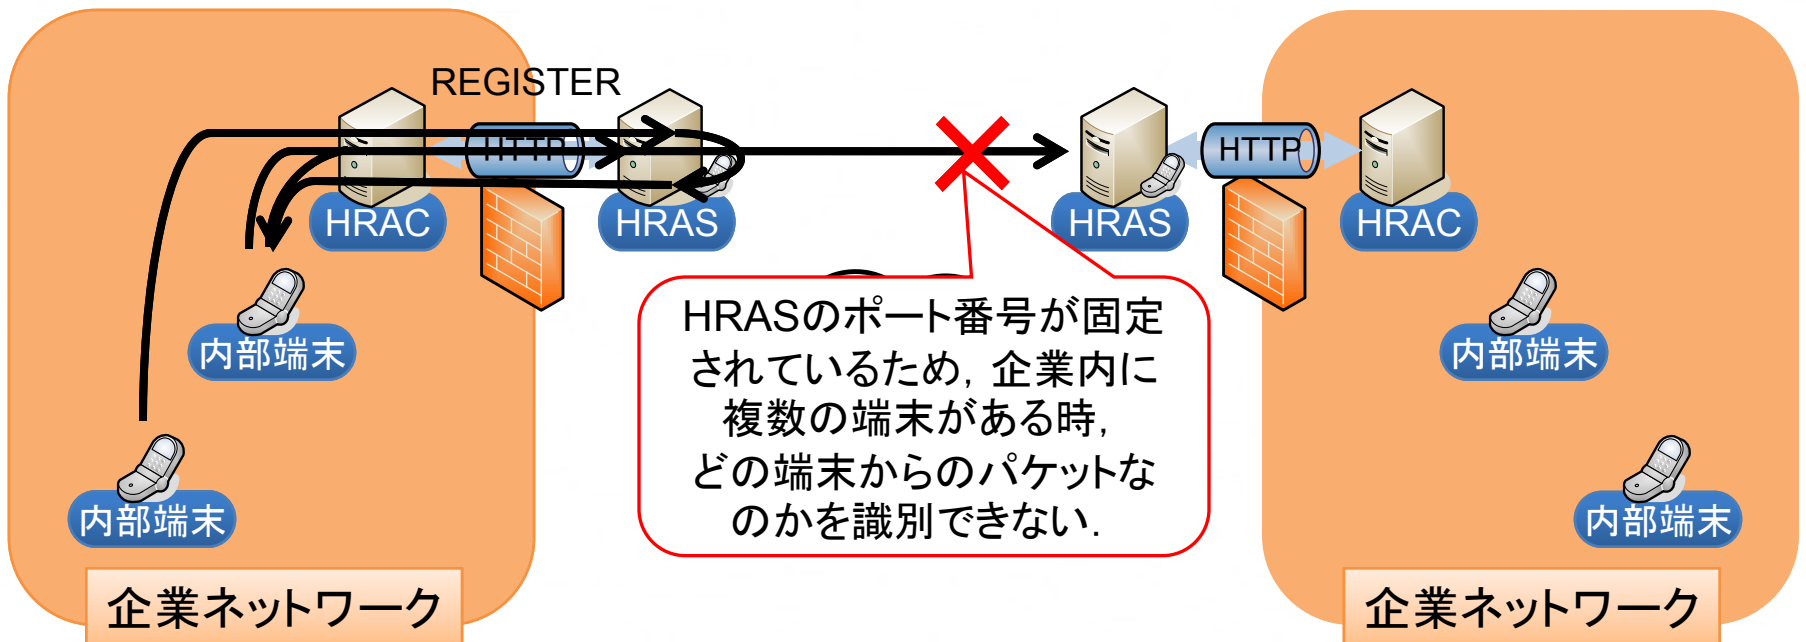 REGISTER
HTTP
HTTP
HRAC
HRAS
HRAS
HRAC
HRASのポート番号が固定
されているため, 企業内に
複数の端末がある時,
どの端末からのパケットな
のかを識別できない.
内部端末
内部端末
内部端末
内部端末
企業ネットワーク
企業ネットワーク